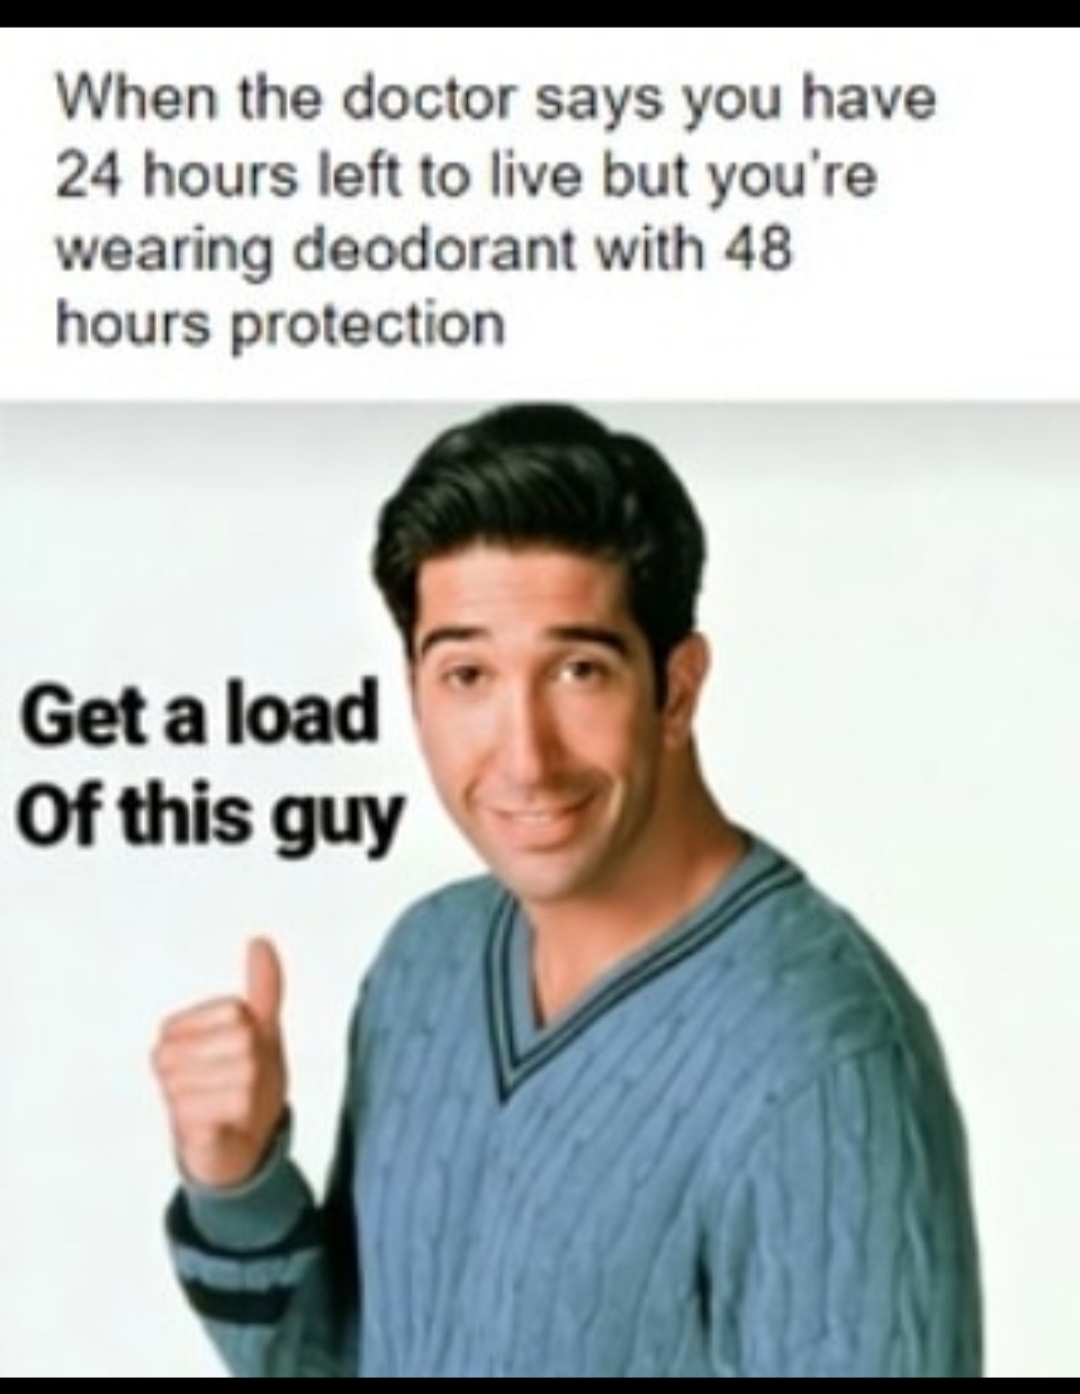 When the doctor says you have
24 hours left to live but you're
wearing deodorant with 48
hours protection
Get a load
Of this guy